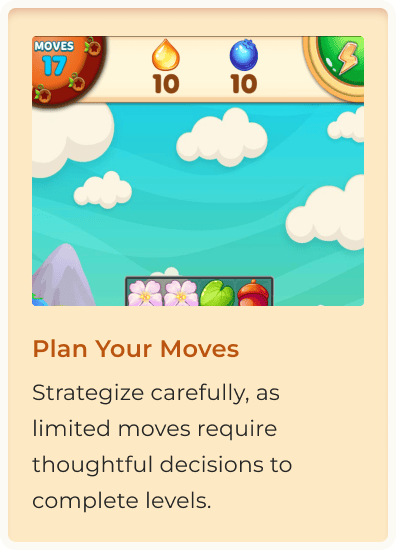 MOVES
17
10 10
Plan Your Moves
Strategize carefully, as
limited moves require
thoughtful decisions to
complete levels.